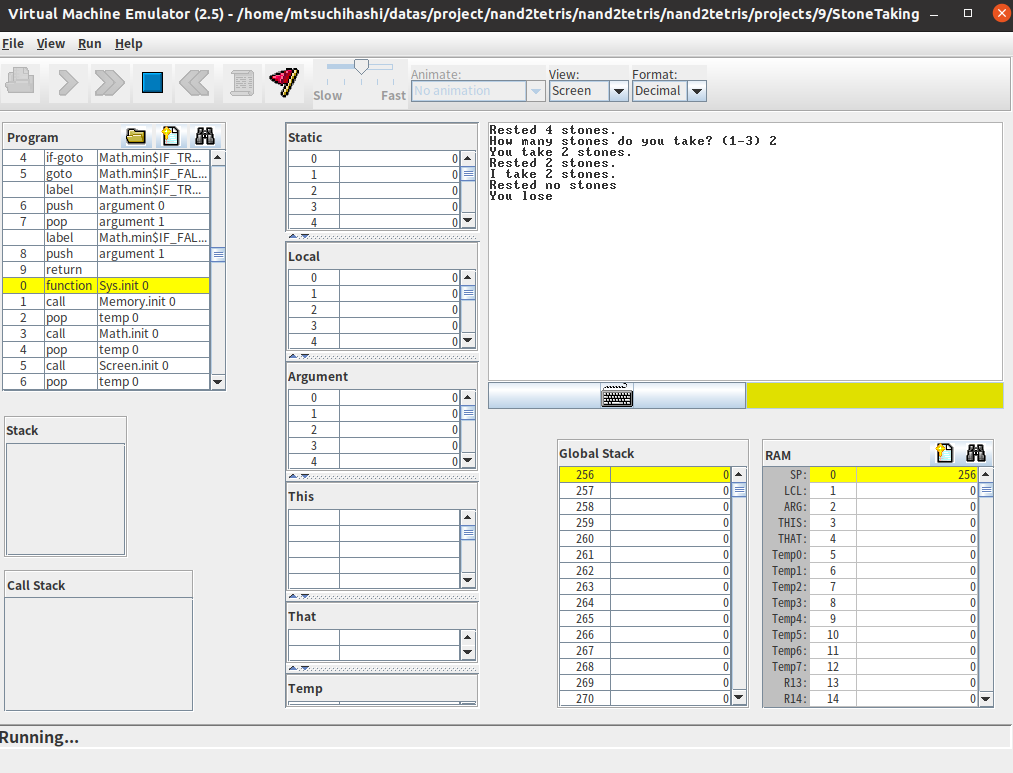 Virtual Machine Emulator (2.5) - /home/mtsuchihashi/datas/project/nand2tetris/nand2tetris/nand2tetris/projects/9/StoneTaking
File View Run Help
Slow Fast
Animate: View: Format:
No animation Screen Decimal
Program
4 if-goto Math.min$IF_TR...
5 goto Math.min$IF_FAL...
label Math.min$IF_TR...
6 push argument 0
7 pop argument 1
label Math.min$IF_FAL...
8 push argument 1
9 return
0 function Sys.init 0
1 call Memory.init 0
2 pop temp 0
3 call Math.init 0
4 pop temp 0
5 call Screen.init 0
6 pop temp 0
Stack
Call Stack
Static
0 0
1 0
2 0
3 0
4 0
Local
0 0
1 0
2 0
3 0
4 0
Argument
0 0
1 0
2 0
3 0
4 0
This
That
Temp
Rested 4 stones.
How many stones do you take? (1-3) 2
You take 2 stones.
Rested 2 stones.
I take 2 stones.
Rested no stones
You lose
Global Stack
256 0
257 0
258 0
259 0
260 0
261 0
262 0
263 0
264 0
265 0
266 0
267 0
268 0
269 0
270 0
RAM
SP: 0 256
LCL: 1 0
ARG: 2 0
THIS: 3 0
THAT: 4 0
Temp0: 5 0
Temp1: 6 0
Temp2: 7 0
Temp3: 8 0
Temp4: 9 0
Temp5: 10 0
Temp6: 11 0
Temp7: 12 0
R13: 13 0
R14: 14 0
Running...